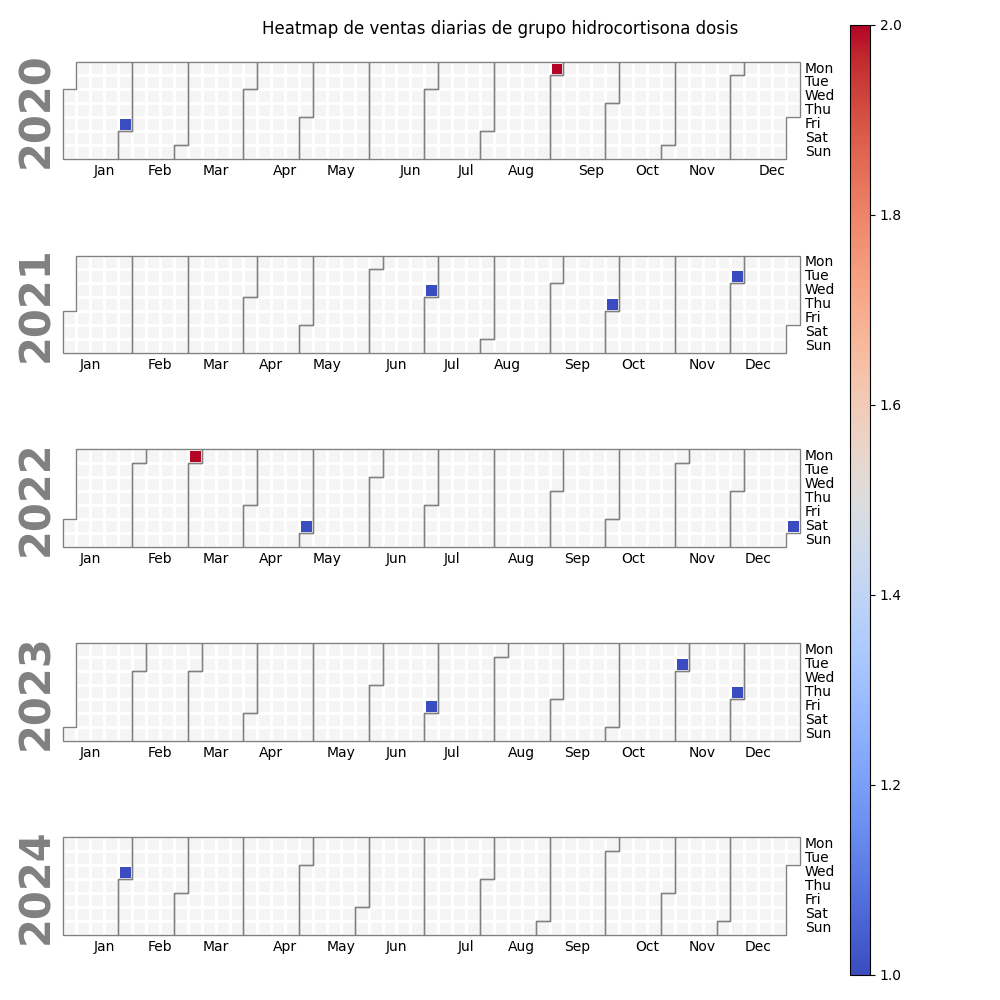 Heatmap de ventas diarias de grupo hidrocortisona dosis
2020
Mon
Tue
Wed
Thu
Fri
Sat
Sun
Jan Feb Mar Apr May Jun Jul Aug Sep Oct Nov Dec
2021
Mon
Tue
Wed
Thu
Fri
Sat
Sun
Jan Feb Mar Apr May Jun Jul Aug Sep Oct Nov Dec
2022
Mon
Tue
Wed
Thu
Fri
Sat
Sun
Jan Feb Mar Apr May Jun Jul Aug Sep Oct Nov Dec
2023
Mon
Tue
Wed
Thu
Fri
Sat
Sun
Jan Feb Mar Apr May Jun Jul Aug Sep Oct Nov Dec
2024
Mon
Tue
Wed
Thu
Fri
Sat
Sun
Jan Feb Mar Apr May Jun Jul Aug Sep Oct Nov Dec
2.0
1.8
1.6
1.4
1.2
1.0